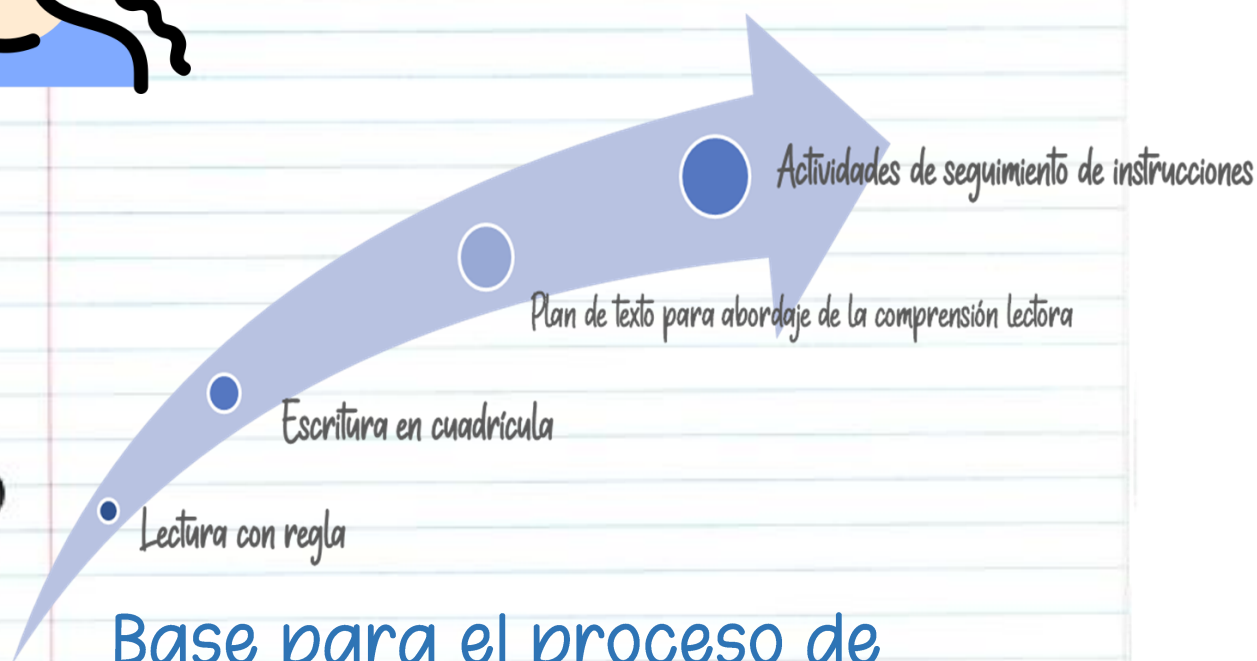 Actividades de seguimiento de instrucciones
Plan de texto para abordaje de la comprensión lectora
Escritura en cuadrícula
Lectura con regla
Base para el proceso de